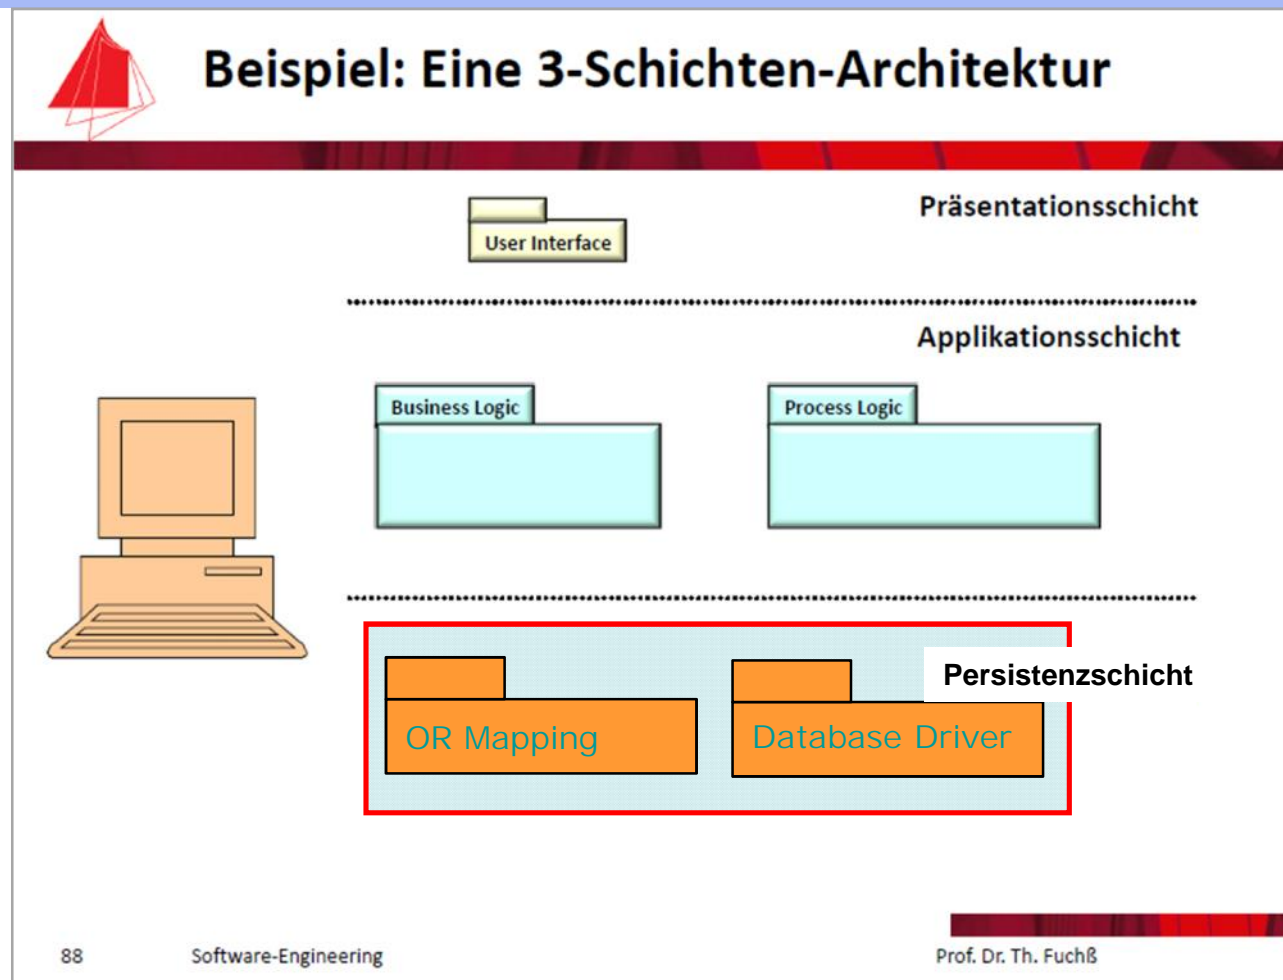 Beispiel: Eine 3-Schichten-Architektur
Präsentationsschicht
User Interface
Applikationsschicht
Business Logic
Process Logic
Persistenzschicht
OR Mapping
Database Driver
88
Software-Engineering
Prof. Dr. Th. Fuchß